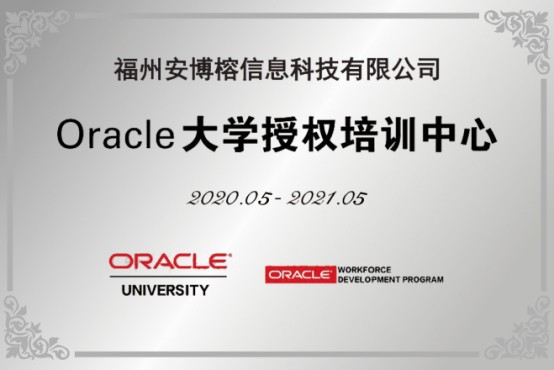 福州安博榕信息科技有限公司
Oracle大学授权培训中心
2020.05-2021.05
ORACLE®
UNIVERSITY
ORACLE® WORKFORCE
DEVELOPMENT PROGRAM